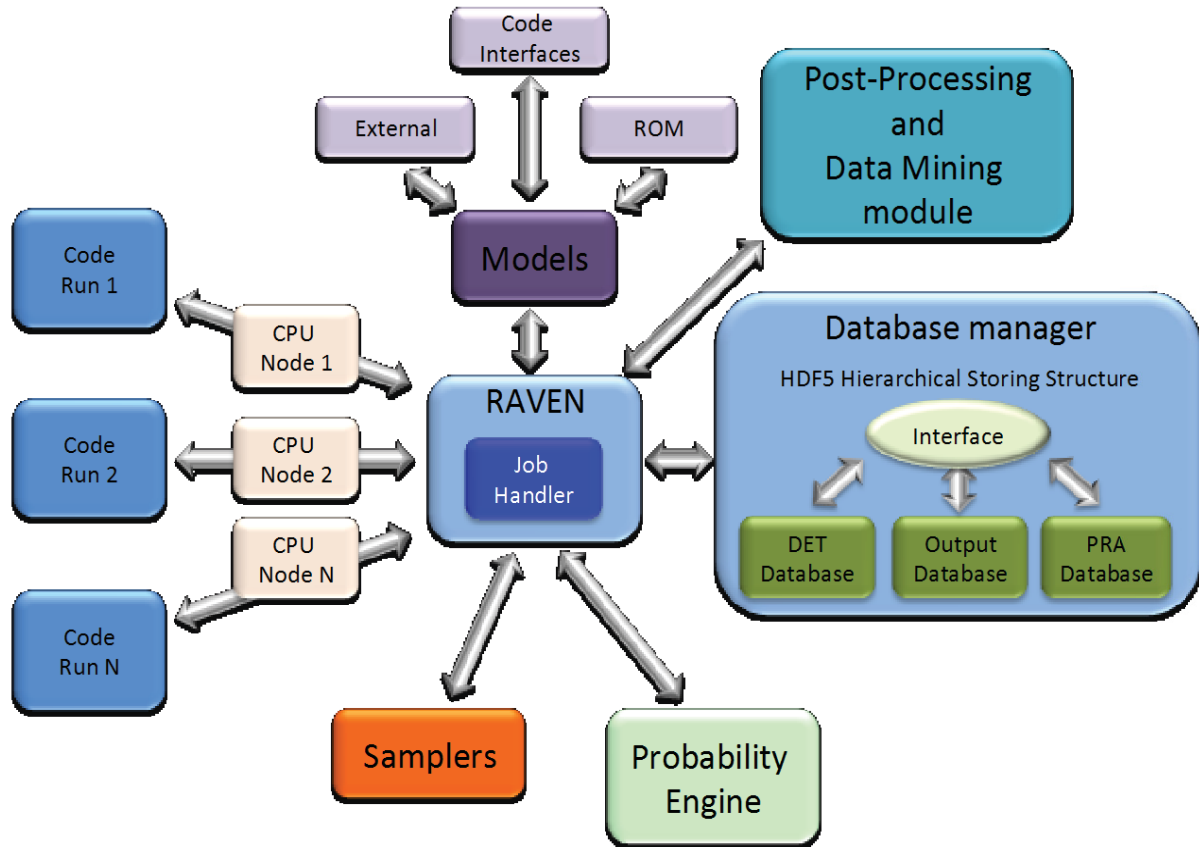 Code
Interfaces
External
ROM
Post-Processing
and
Data Mining
module
Models
Code
Run 1
CPU
Node 1
Code
Run 2
CPU
Node 2
Code
Run N
CPU
Node N
RAVEN
Job
Handler
Database manager
HDF5 Hierarchical Storing Structure
Interface
DET
Database
Output
Database
PRA
Database
Samplers
Probability
Engine